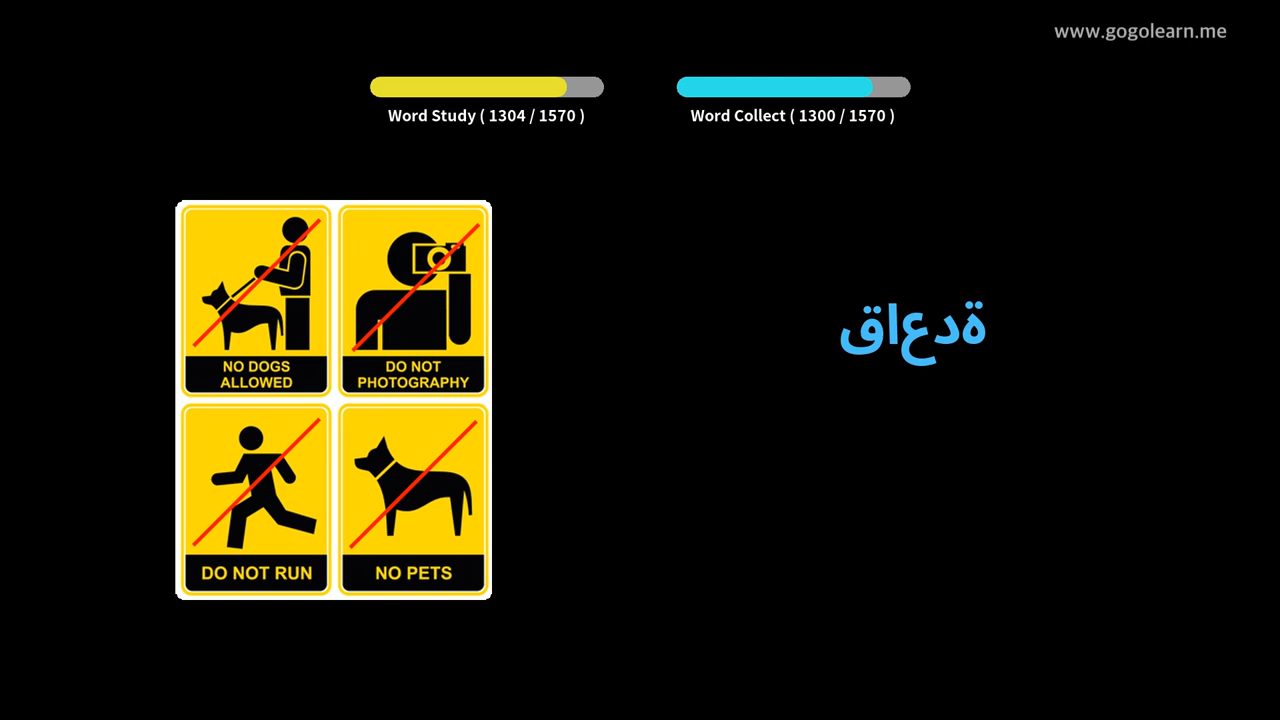 www.gogolearn.me
Word Study ( 1304 / 1570 )
Word Collect ( 1300 / 1570 )
NO DOGS
ALLOWED
DO NOT
PHOTOGRAPHY
DO NOT RUN
NO PETS
قاعدة